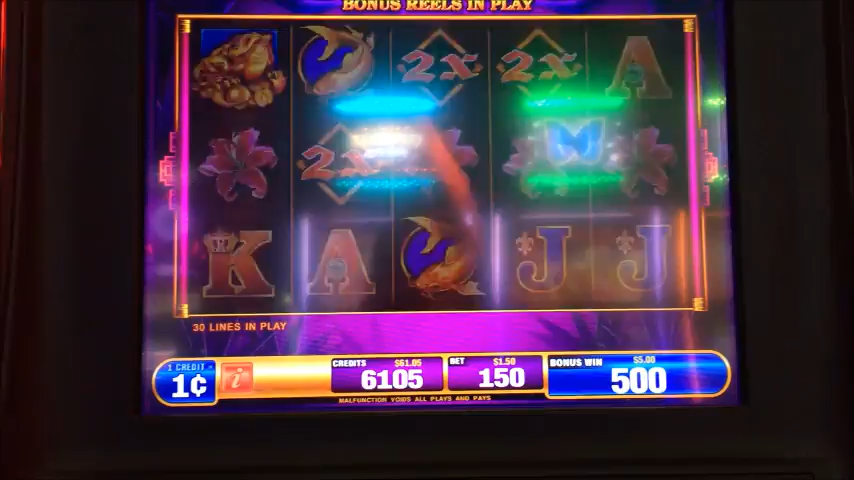 BONUS REELS IN PLAY
2X 2X A
2X
K A J J
30 LINES IN PLAY
1 CREDIT = CREDITS $61.05 BET $1.50 BONUS WIN $5.00
1¢ i 6105 150 500
MALFUNCTION VOIDS ALL PLAYS AND PAYS